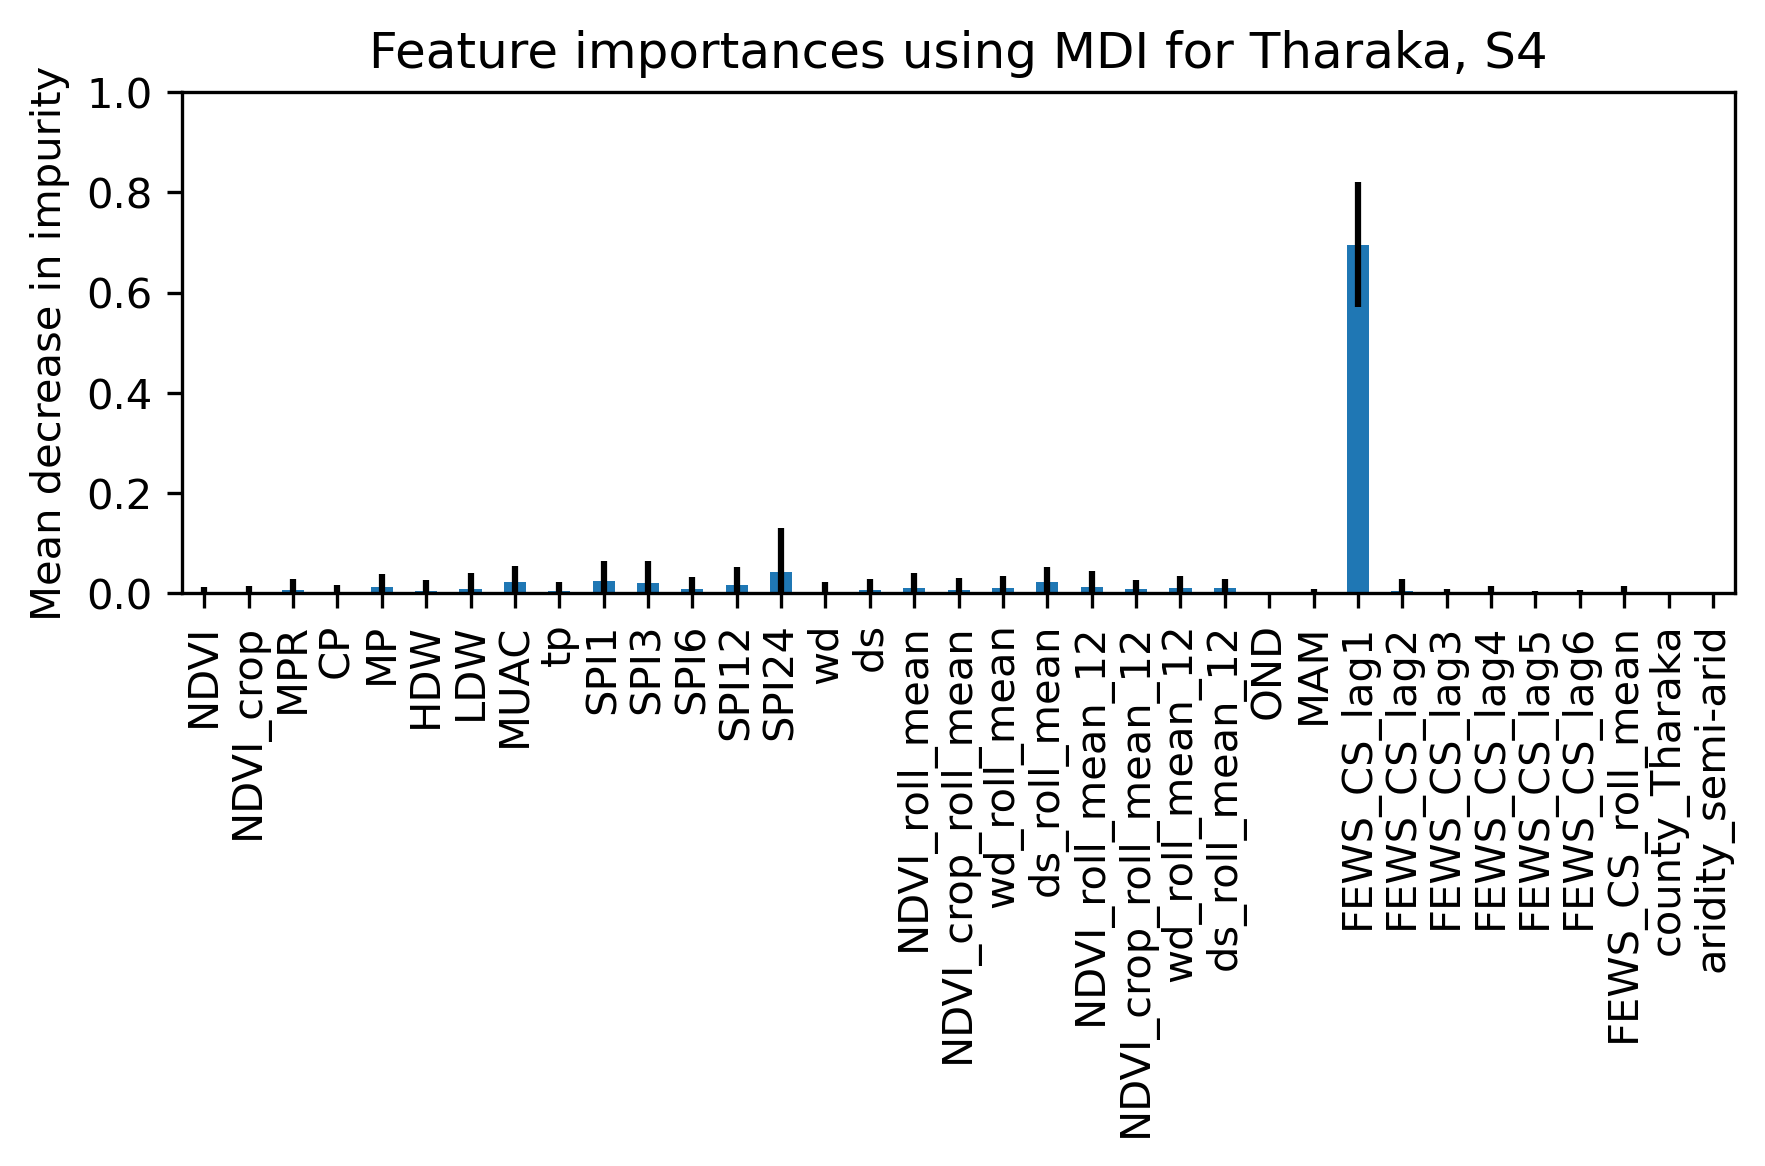 Feature importances using MDI for Tharaka, S4
Mean decrease in impurity
1.0
0.8
0.6
0.4
0.2
0.0
NDVI
NDVI_crop
MPR
CP
MP
HDW
LDW
MUAC
tp
SPI1
SPI3
SPI6
SPI12
SPI24
wd
ds
NDVI_roll_mean
NDVI_crop_roll_mean
wd_roll_mean
ds_roll_mean
NDVI_roll_mean_12
NDVI_crop_roll_mean_12
wd_roll_mean_12
ds_roll_mean_12
OND
MAM
FEWS_CS_lag1
FEWS_CS_lag2
FEWS_CS_lag3
FEWS_CS_lag4
FEWS_CS_lag5
FEWS_CS_lag6
FEWS_CS_roll_mean
county_Tharaka
aridity_semi-arid